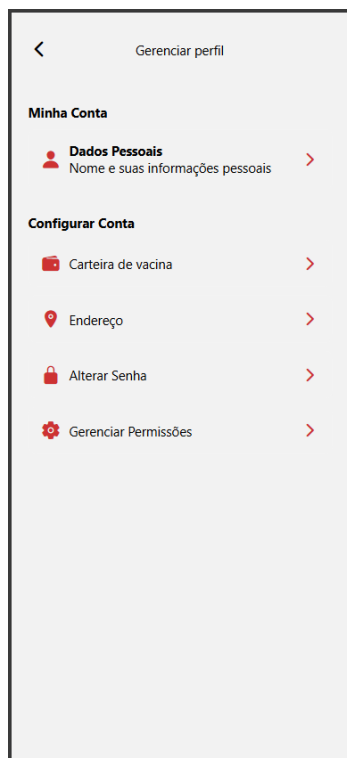 Gerenciar perfil
Minha Conta
Dados Pessoais
Nome e suas informações pessoais
Configurar Conta
Carteira de vacina
Endereço
Alterar Senha
Gerenciar Permissões